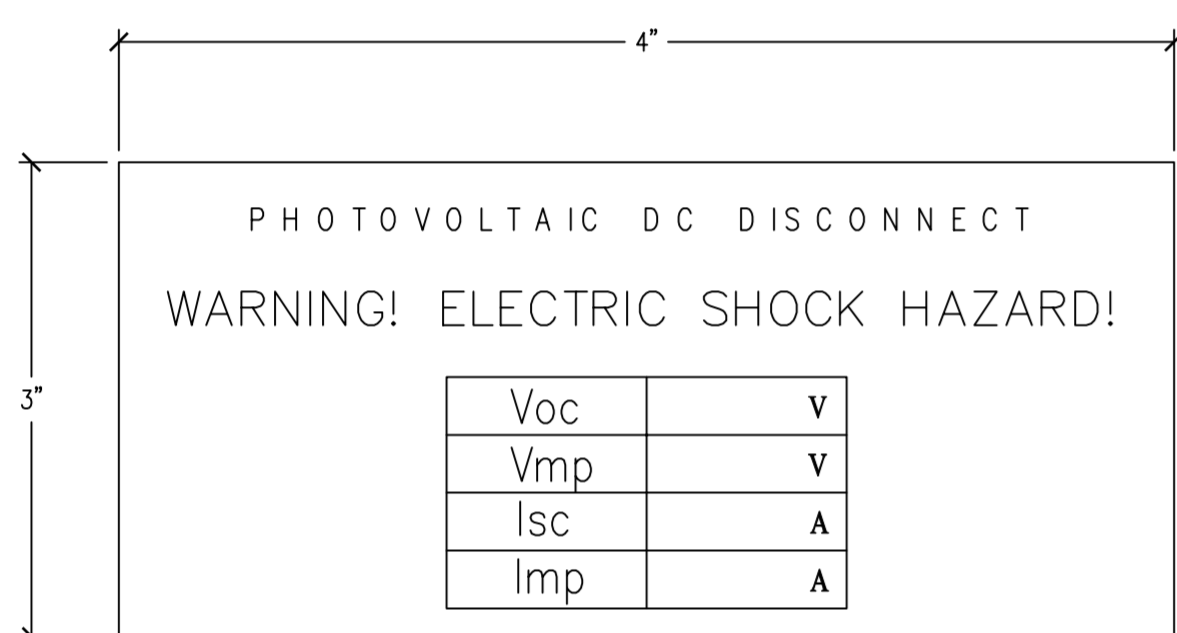 4"
PHOTOVOLTAIC DC DISCONNECT
WARNING! ELECTRIC SHOCK HAZARD!
3"
Voc V
Vmp V
Isc A
Imp A